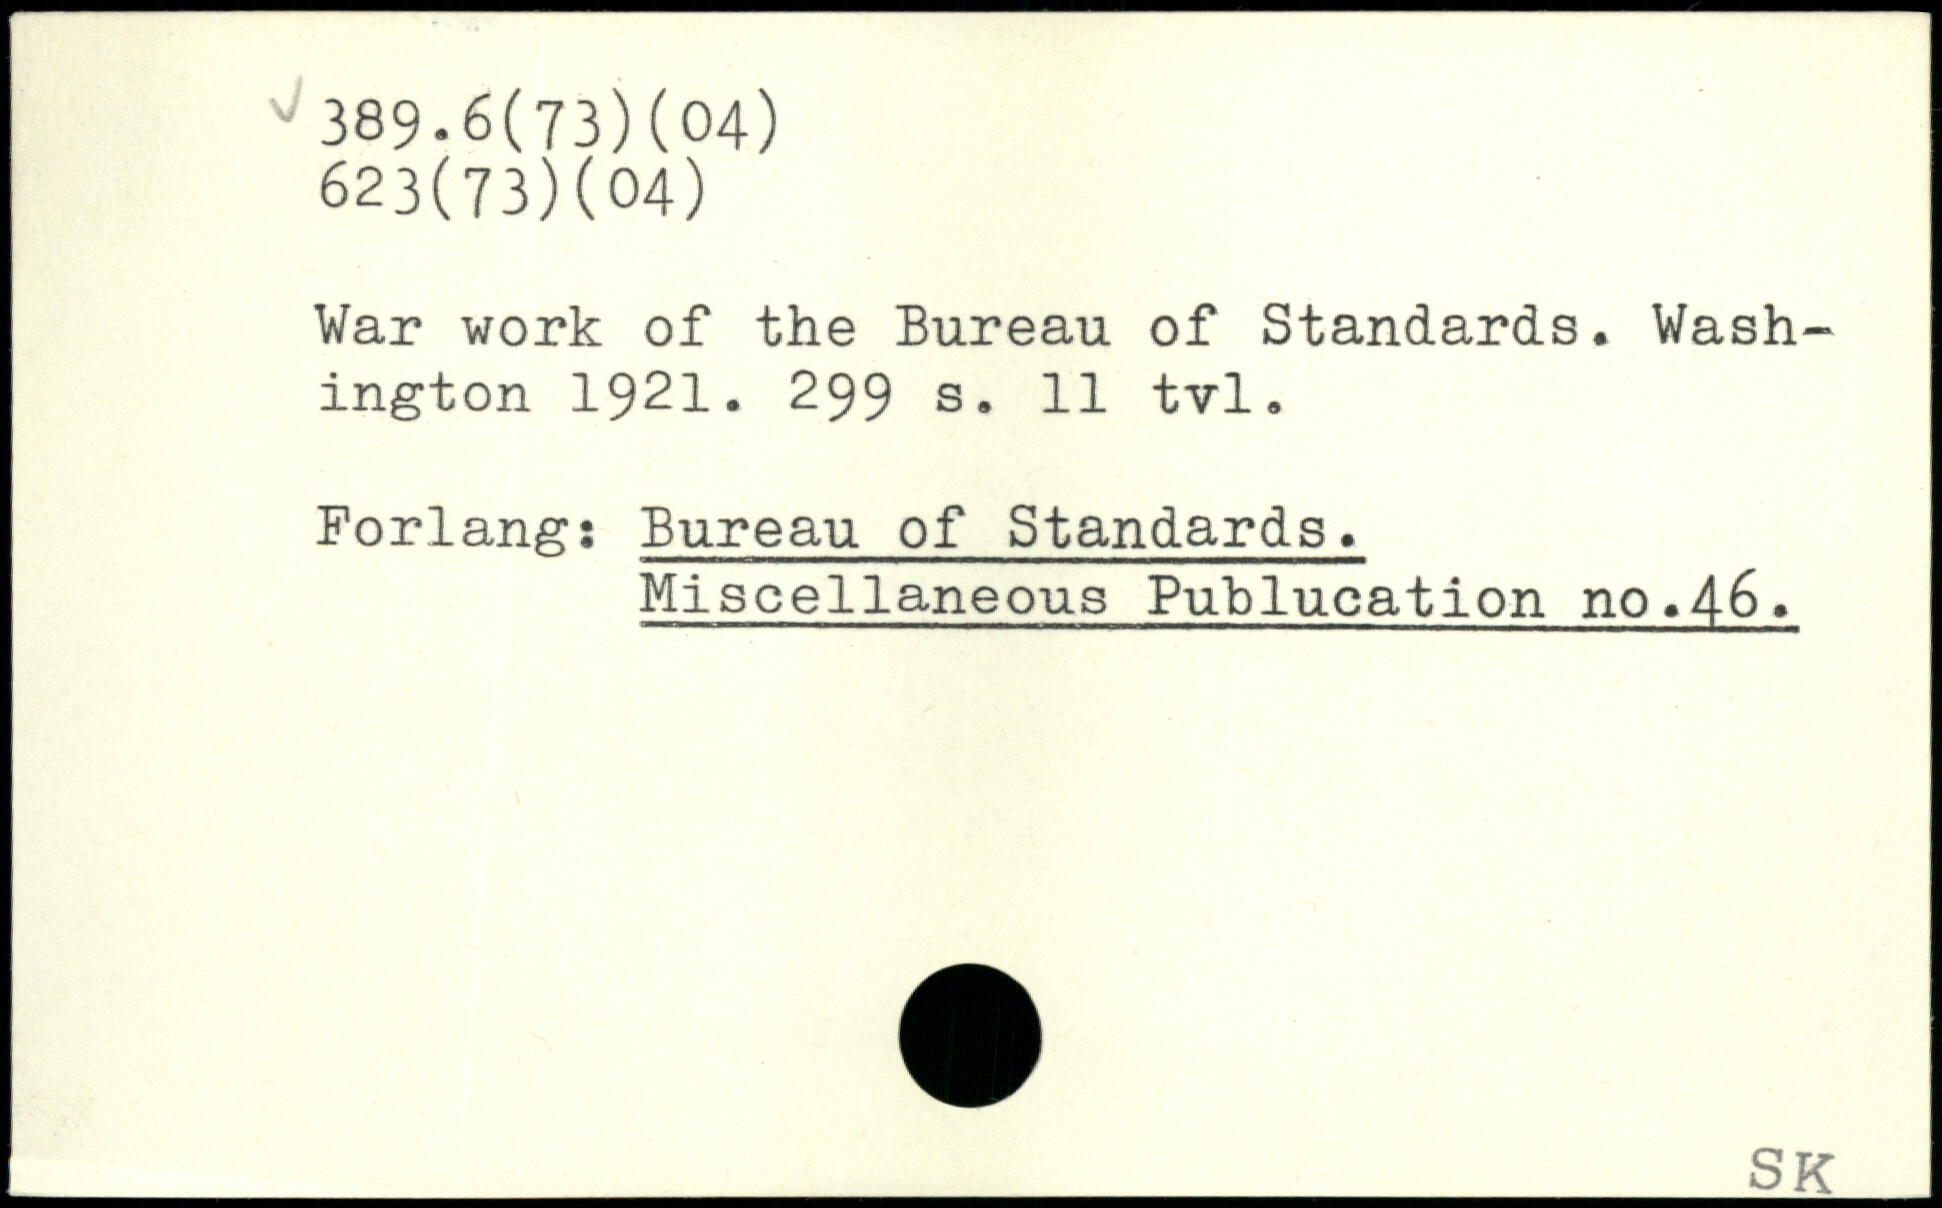 ✓ 389.6(73)(04)
623(73)(04)
War work of the Bureau of Standards. Wash-
ington 1921. 299 s. 11 tvl.
Forlang: Bureau of Standards.
Miscellaneous Publucation no.46.
SK